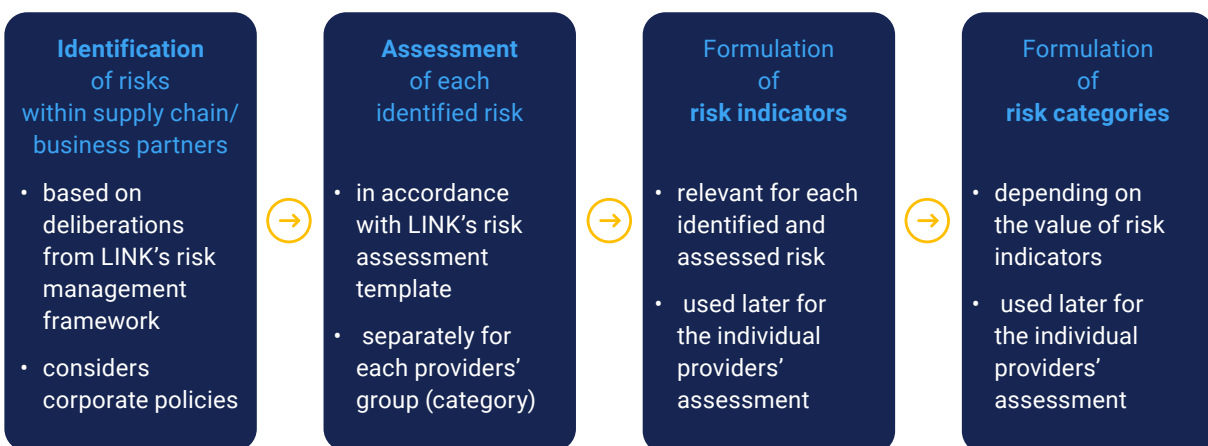 Identification
of risks
within supply chain/
business partners
• based on
deliberations
from LINK's risk
management
framework
• considers
corporate policies
Assessment
of each
identified risk
• in accordance
with LINK's risk
assessment
template
• separately for
each providers'
group (category)
Formulation
of
risk indicators
• relevant for each
identified and
assessed risk
• used later for
the individual
providers'
assessment
Formulation
of
risk categories
• depending on
the value of risk
indicators
• used later for
the individual
providers'
assessment